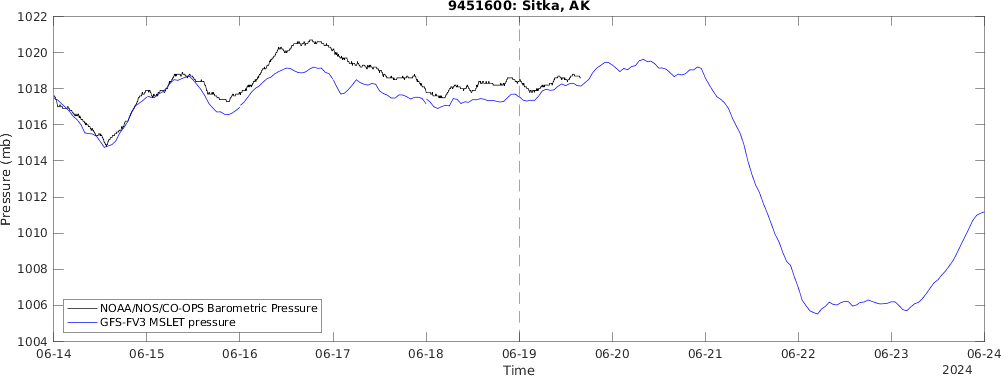 9451600: Sitka, AK
1022
1020
1018
1016
1014
1012
1010
1008
1006
1004
Pressure (mb)
NOAA/NOS/CO-OPS Barometric Pressure
GFS-FV3 MSLET pressure
06-14 06-15 06-16 06-17 06-18 06-19 06-20 06-21 06-22 06-23 06-24
Time
2024